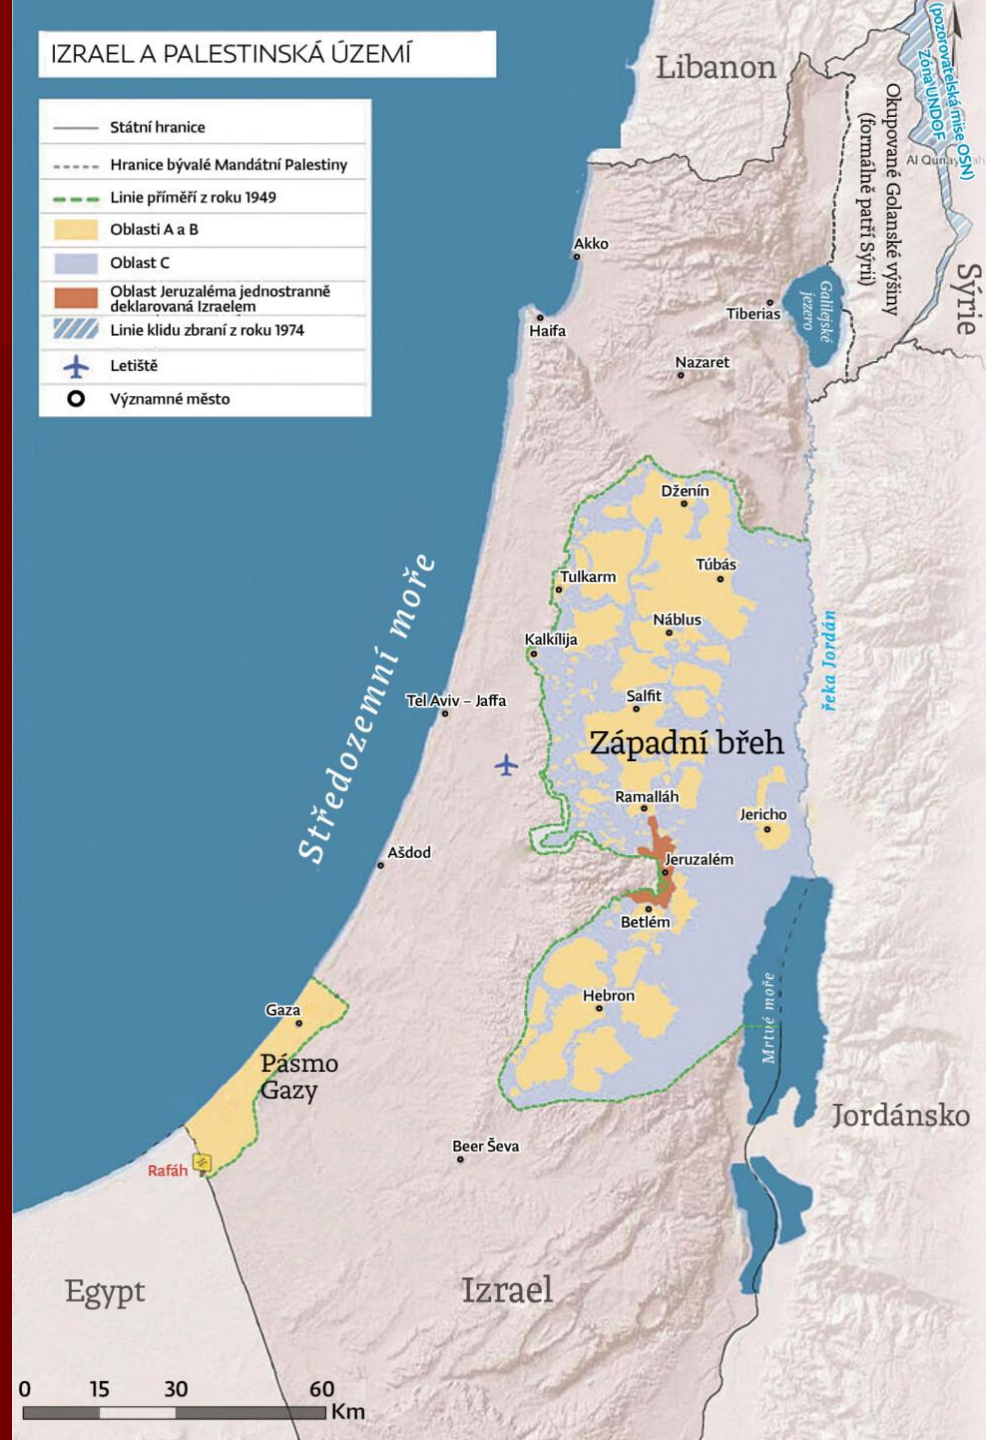 IZRAEL A PALESTINSKÁ ÚZEMÍ
Státní hranice
Hranice bývalé Mandátní Palestiny
Linie příměří z roku 1949
Oblasti A a B
Oblast C
Oblast Jeruzaléma jednostranně
deklarovaná Izraelem
Linie klidu zbraní z roku 1974
Letiště
Významné město
Libanon
(pozorovatelská mise OSN)
Zóna UNDOF
Okupované Golanské výšiny
(formálně patří Sýrii)
Sýrie
Akko
Tiberias
Galilejské
jezero
Haifa
Nazaret
Dženín
Túbás
Tulkarm
Náblus
Kalkílija
řeka Jordán
Středozemní moře
Salfit
Tel Aviv – Jaffa
Západní břeh
Ramalláh
Jericho
Ašdod
Jeruzalém
Betlém
Hebron
Mrtvé moře
Gaza
Pásmo
Gazy
Jordánsko
Beer Ševa
Rafáh
Egypt
Izrael
0 15 30 60
Km